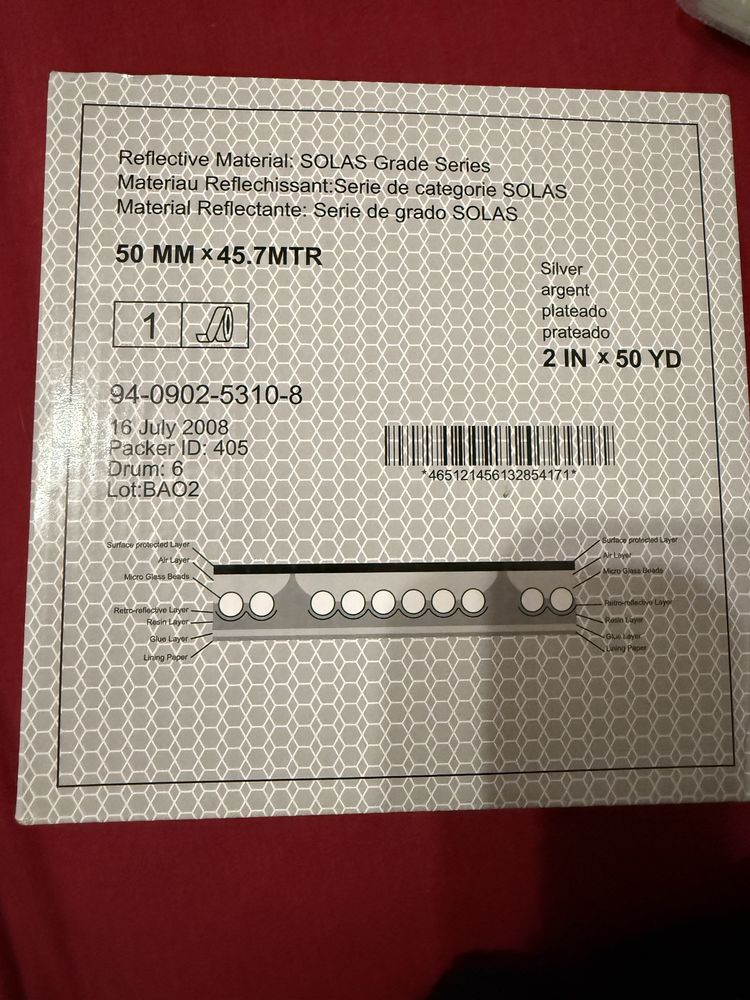 Reflective Material: SOLAS Grade Series
Materiau Reflechissant:Serie de categorie SOLAS
Material Reflectante: Serie de grado SOLAS
50 MM x 45.7MTR
Silver
argent
plateado
prateado
2 IN x 50 YD
1
94-0902-5310-8
16 July 2008
Packer ID: 405
Drum: 6
Lot:BAO2
*465121456132854171*
Surface protected Layer
Air Layer
Micro Glass Beads
Retro-reflective Layer
Resin Layer
Glue Layer
Lining Paper
Surface protected Layer
Air Layer
Micro Glass Beads
Retro-reflective Layer
Resin Layer
Glue Layer
Lining Paper